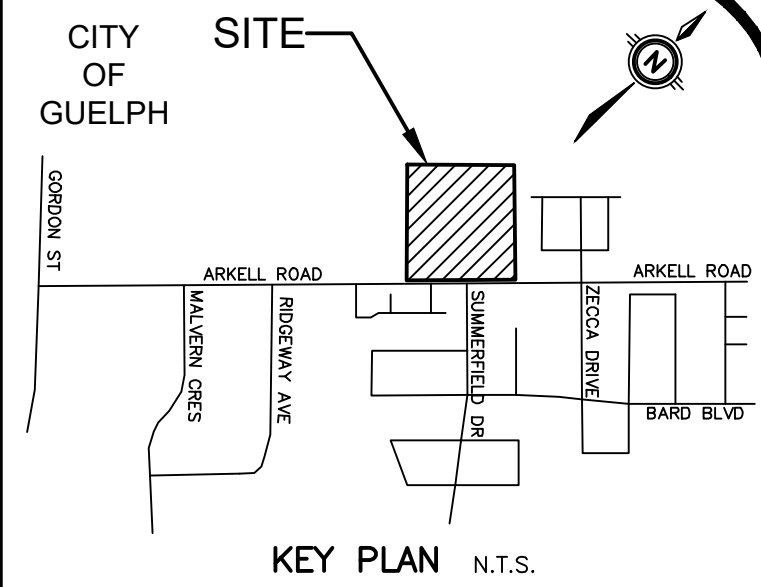 CITY
OF
GUELPH
SITE
N
GORDON ST
ARKELL ROAD
ARKELL ROAD
MALVERN CRES
RIDGEWAY AVE
SUMMERFIELD DR
ZECCA DRIVE
BARD BLVD
KEY PLAN N.T.S.